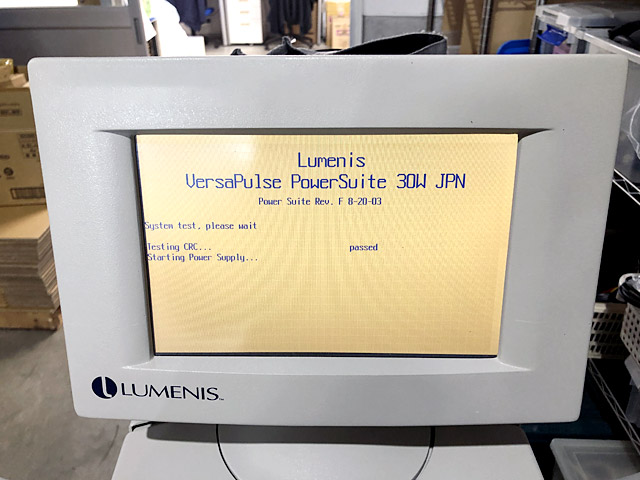 Lumenis
VersaPulse PowerSuite 30W JPN
Power Suite Rev. F 8-20-03
System test, please wait
Testing CRC... passed
Starting Power Supply...
LUMENIS™